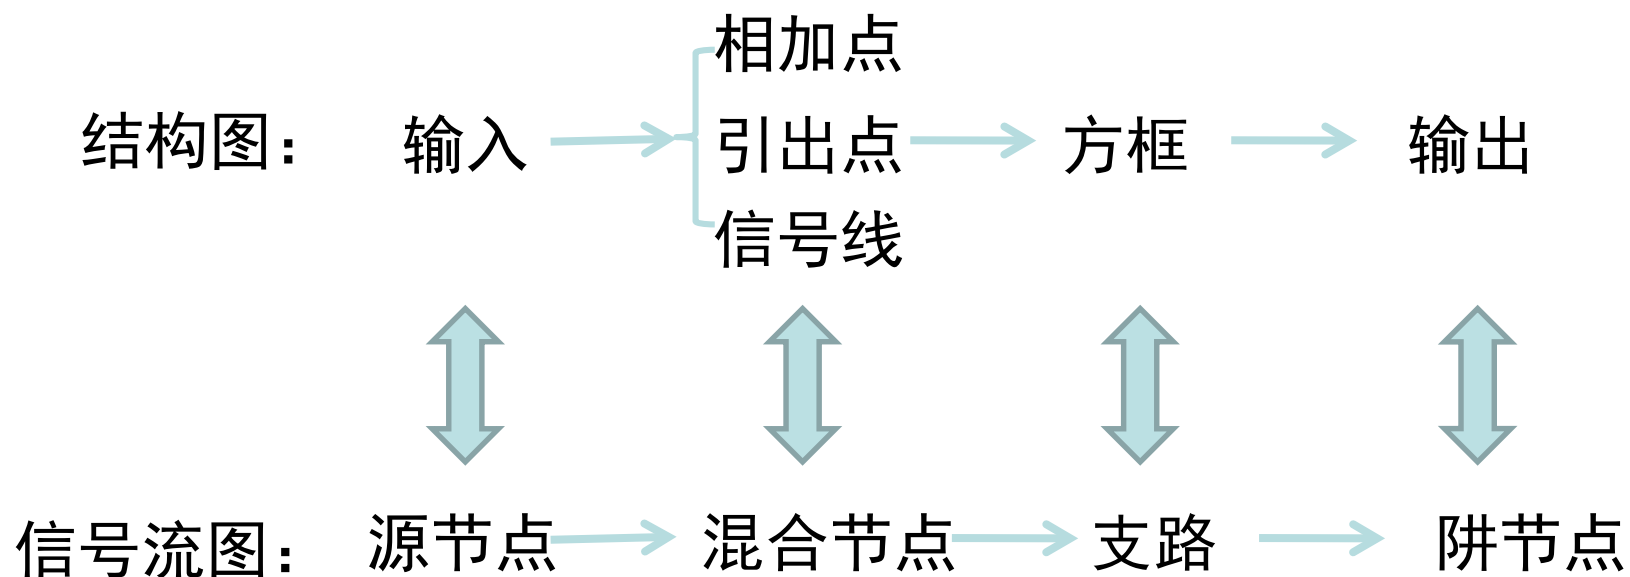 相加点
结构图： 输入 引出点 方框 输出
信号线
信号流图： 源节点 混合节点 支路 阱节点